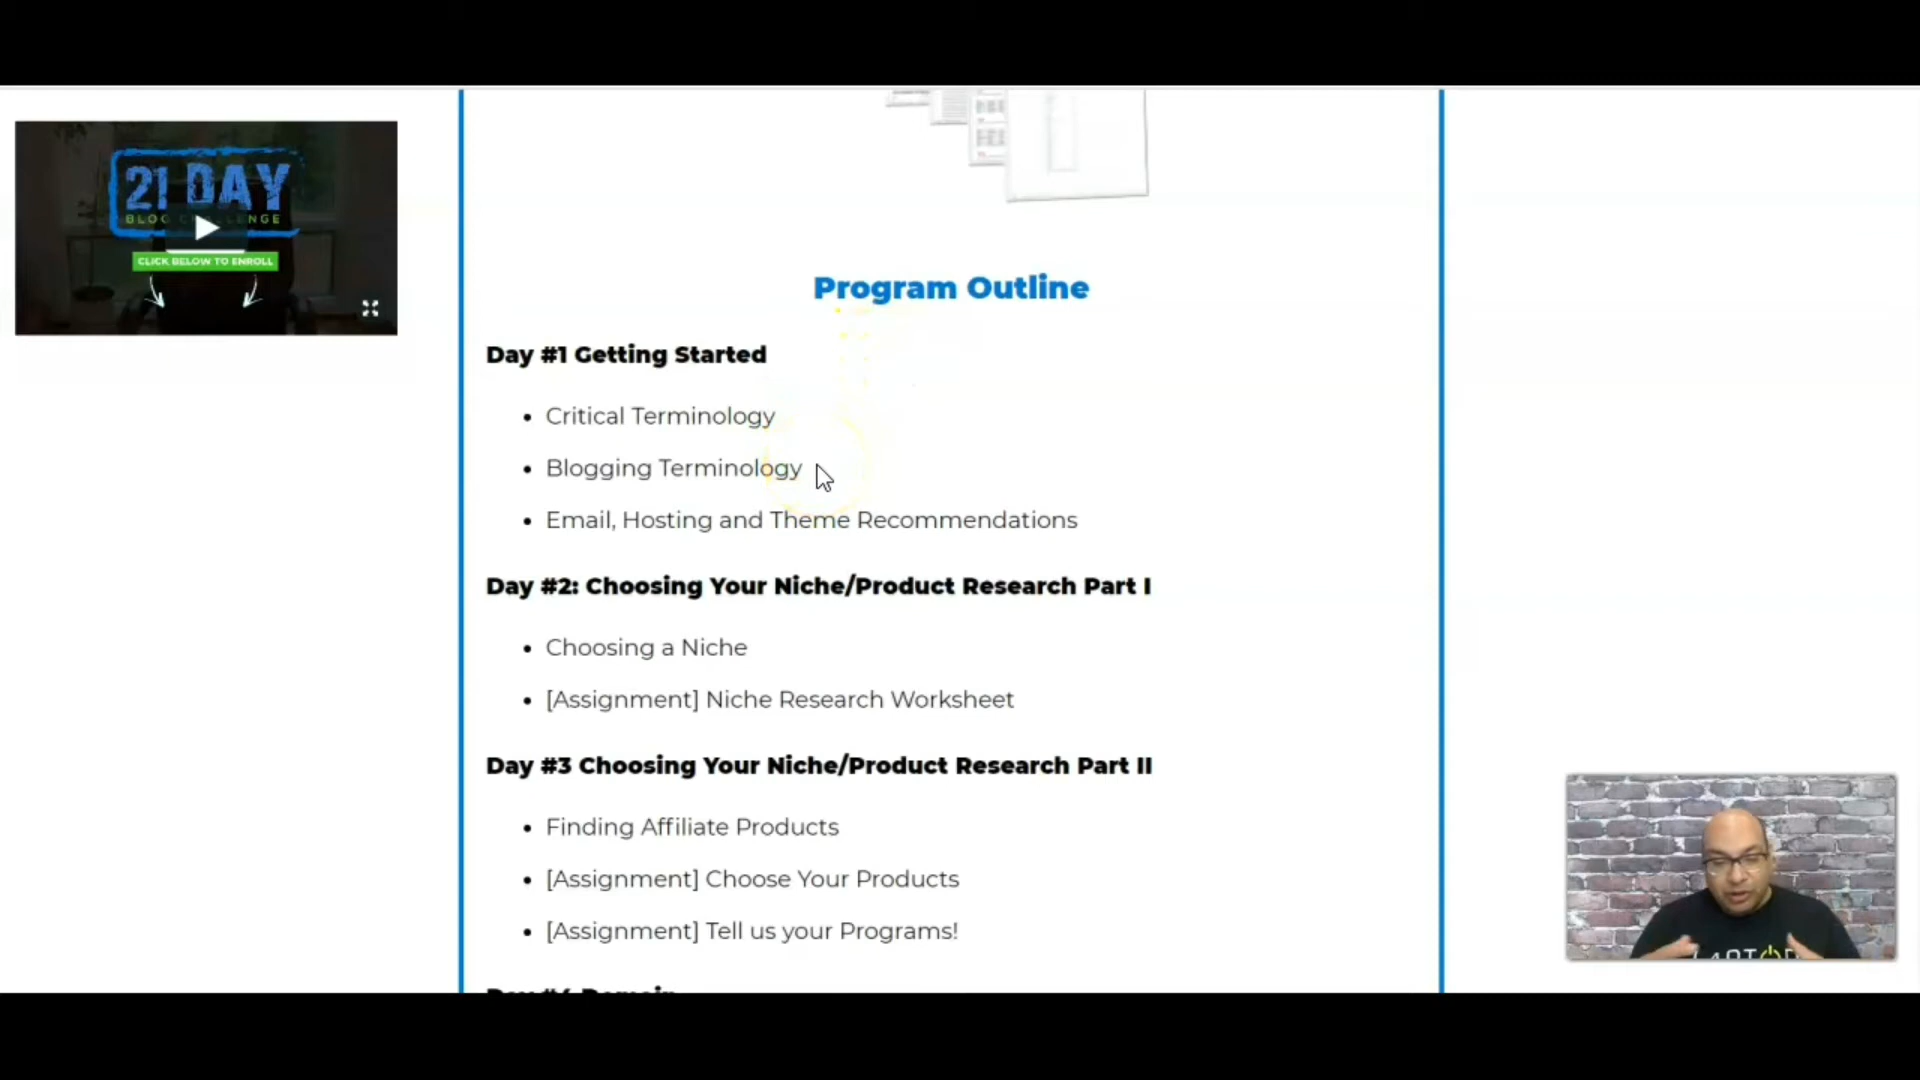 21 DAY
BLOG CHALLENGE
CLICK BELOW TO ENROLL
Program Outline
Day #1 Getting Started
Critical Terminology
Blogging Terminology
Email, Hosting and Theme Recommendations
Day #2: Choosing Your Niche/Product Research Part I
Choosing a Niche
[Assignment] Niche Research Worksheet
Day #3 Choosing Your Niche/Product Research Part II
Finding Affiliate Products
[Assignment] Choose Your Products
[Assignment] Tell us your Programs!